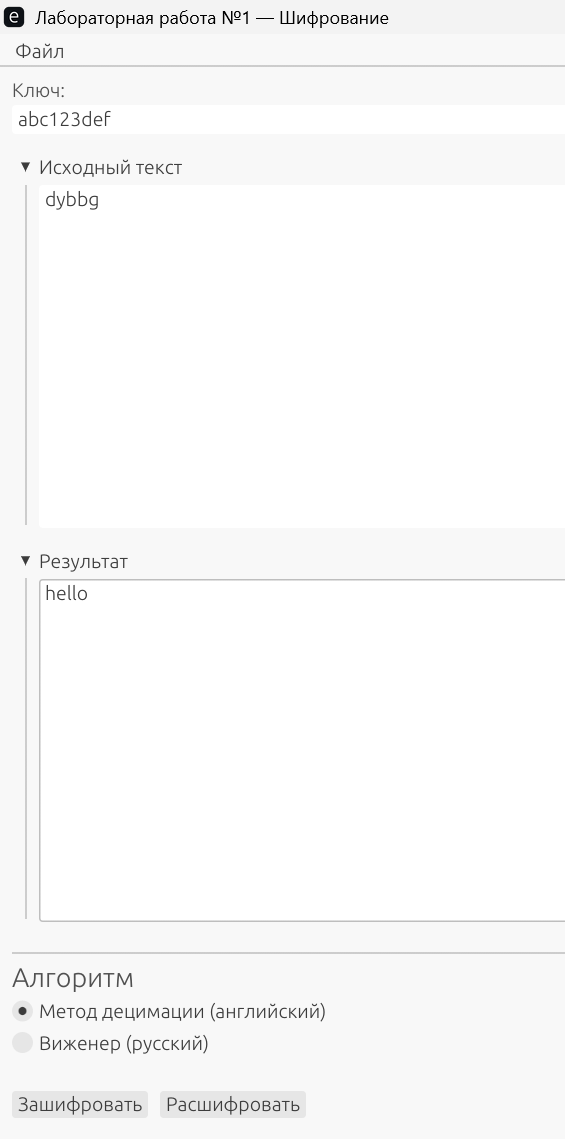 e Лабораторная работа №1 — Шифрование
Файл
Ключ:
abc123def
▼ Исходный текст
dybbg
▼ Результат
hello
Алгоритм
Метод децимации (английский)
Виженер (русский)
Зашифровать Расшифровать